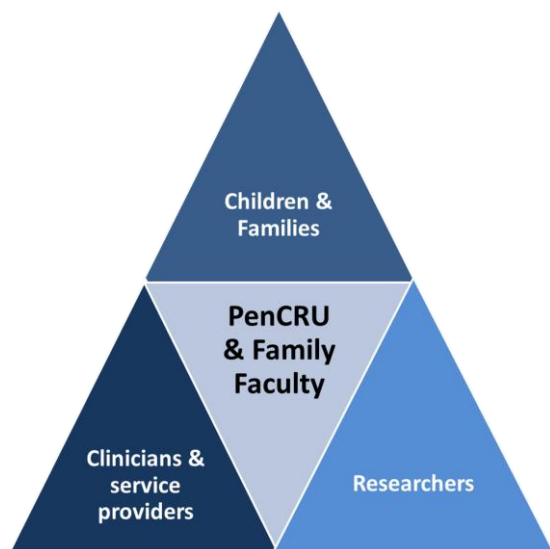 Children &
Families
PenCRU
& Family
Faculty
Clinicians &
service
providers
Researchers